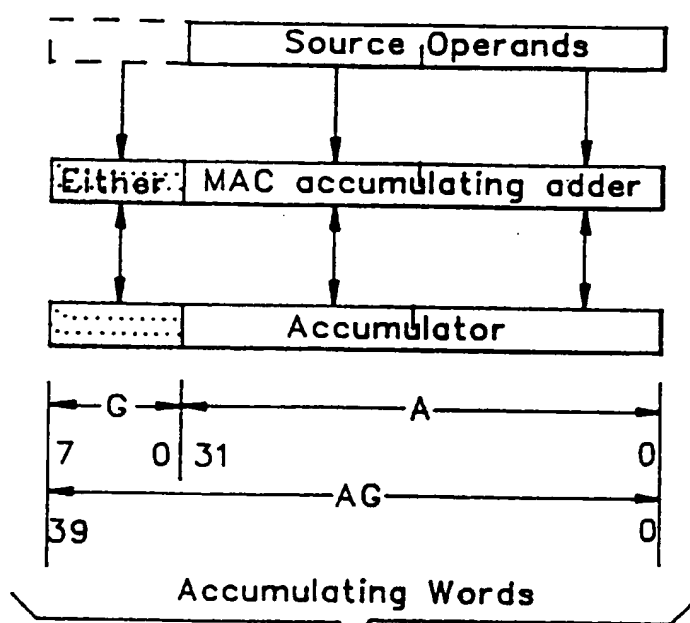 Source Operands
Either MAC accumulating adder
Accumulator
G A
7 0 31 0
AG
39 0
Accumulating Words